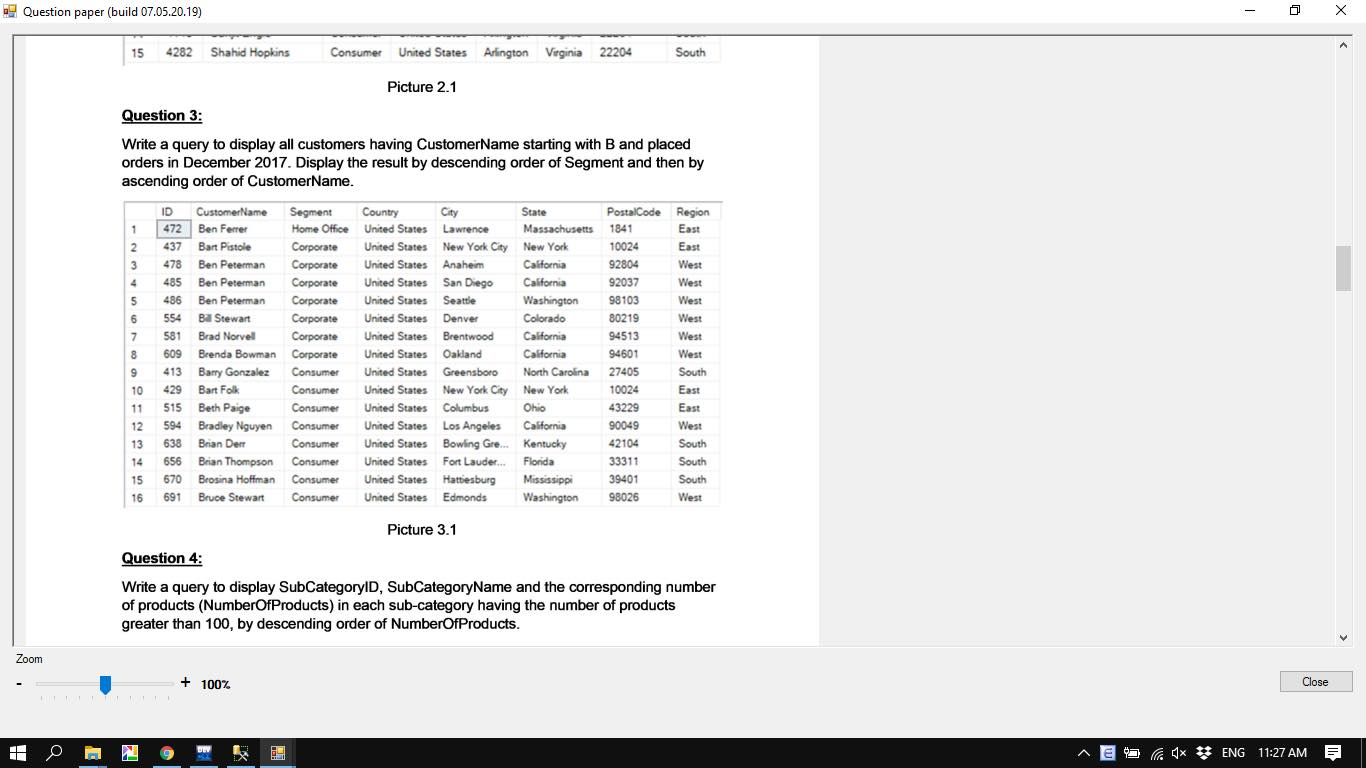 Question paper (build 07.05.20.19)
15 4282 Shahid Hopkins Consumer United States Arlington Virginia 22204 South
Picture 2.1
Question 3:
Write a query to display all customers having CustomerName starting with B and placed
orders in December 2017. Display the result by descending order of Segment and then by
ascending order of CustomerName.
ID CustomerName Segment Country City State PostalCode Region
1 472 Ben Ferrer Home Office United States Lawrence Massachusetts 1841 East
2 437 Bart Pistole Corporate United States New York City New York 10024 East
3 478 Ben Peterman Corporate United States Anaheim California 92804 West
4 485 Ben Peterman Corporate United States San Diego California 92037 West
5 486 Ben Peterman Corporate United States Seattle Washington 98103 West
6 554 Bill Stewart Corporate United States Denver Colorado 80219 West
7 581 Brad Norvell Corporate United States Brentwood California 94513 West
8 609 Brenda Bowman Corporate United States Oakland California 94601 West
9 413 Barry Gonzalez Consumer United States Greensboro North Carolina 27405 South
10 429 Bart Folk Consumer United States New York City New York 10024 East
11 515 Beth Paige Consumer United States Columbus Ohio 43229 East
12 594 Bradley Nguyen Consumer United States Los Angeles California 90049 West
13 638 Brian Derr Consumer United States Bowling Gre... Kentucky 42104 South
14 656 Brian Thompson Consumer United States Fort Lauder... Florida 33311 South
15 670 Brosina Hoffman Consumer United States Hattiesburg Mississippi 39401 South
16 691 Bruce Stewart Consumer United States Edmonds Washington 98026 West
Picture 3.1
Question 4:
Write a query to display SubCategoryID, SubCategoryName and the corresponding number
of products (NumberOfProducts) in each sub-category having the number of products
greater than 100, by descending order of NumberOfProducts.
Zoom
- + 100%
Close
ENG 11:27 AM